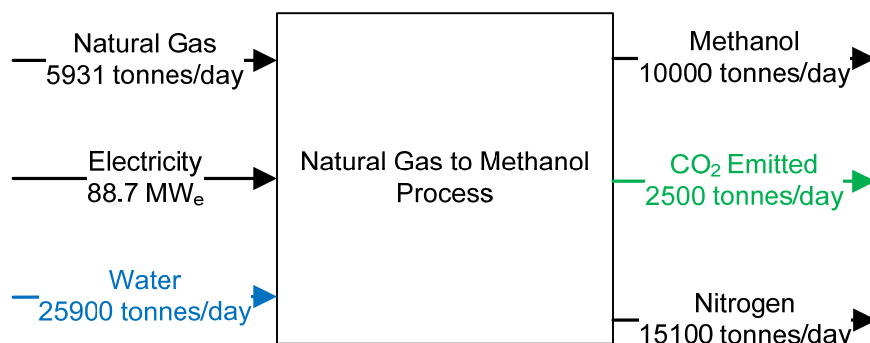 Natural Gas
5931 tonnes/day
Electricity
88.7 MWₑ
Water
25900 tonnes/day
Natural Gas to Methanol
Process
Methanol
10000 tonnes/day
CO₂ Emitted
2500 tonnes/day
Nitrogen
15100 tonnes/day